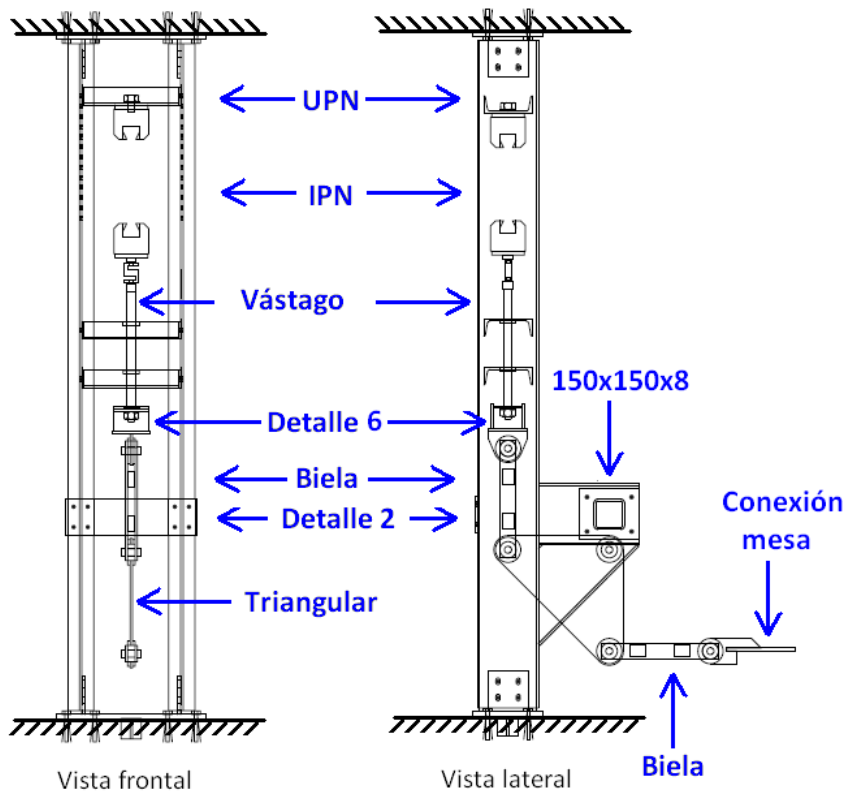 UPN
IPN
Vástago
150x150x8
Detalle 6
Biela
Conexión
mesa
Detalle 2
Triangular
Biela
Vista frontal
Vista lateral